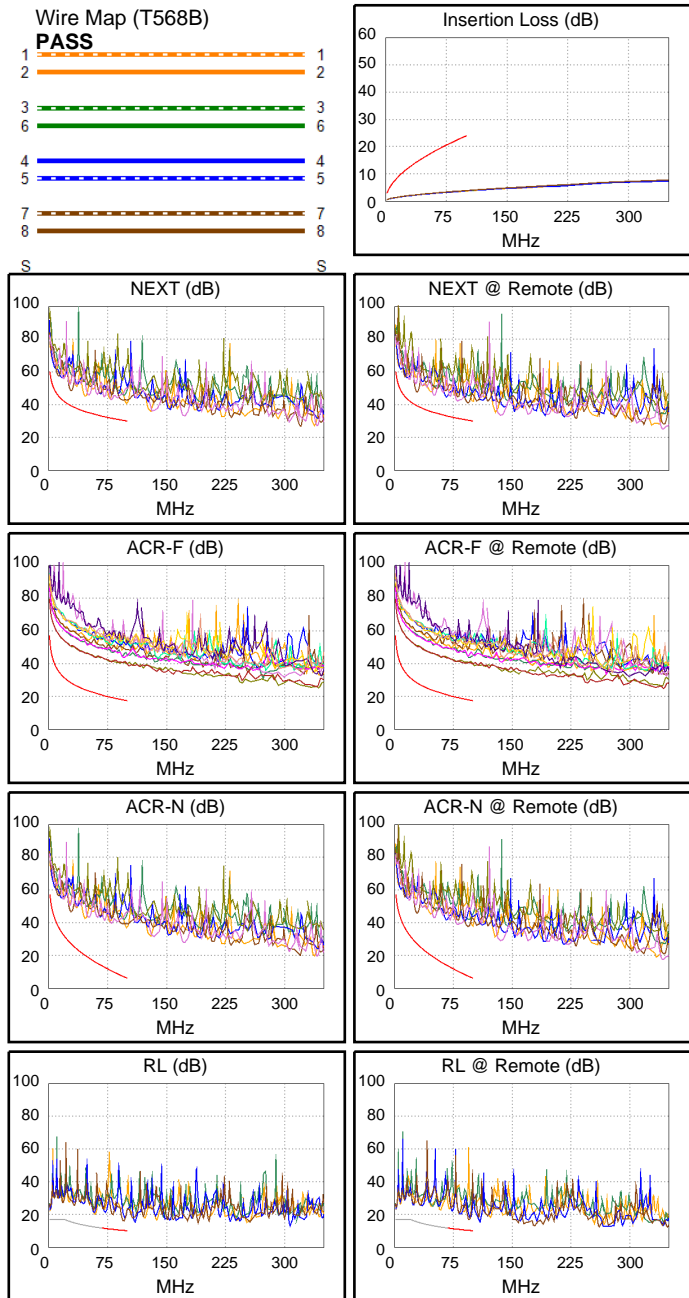 Wire Map (T568B)
PASS
1 1
2 2
3 3
6 6
4 4
5 5
7 7
8 8
S S
Insertion Loss (dB)
60
50
40
30
20
10
0
0 75 150 225 300
MHz
NEXT (dB)
100
80
60
40
20
0
0 75 150 225 300
MHz
NEXT @ Remote (dB)
100
80
60
40
20
0
0 75 150 225 300
MHz
ACR-F (dB)
100
80
60
40
20
0
0 75 150 225 300
MHz
ACR-F @ Remote (dB)
100
80
60
40
20
0
0 75 150 225 300
MHz
ACR-N (dB)
100
80
60
40
20
0
0 75 150 225 300
MHz
ACR-N @ Remote (dB)
100
80
60
40
20
0
0 75 150 225 300
MHz
RL (dB)
100
80
60
40
20
0
0 75 150 225 300
MHz
RL @ Remote (dB)
100
80
60
40
20
0
0 75 150 225 300
MHz